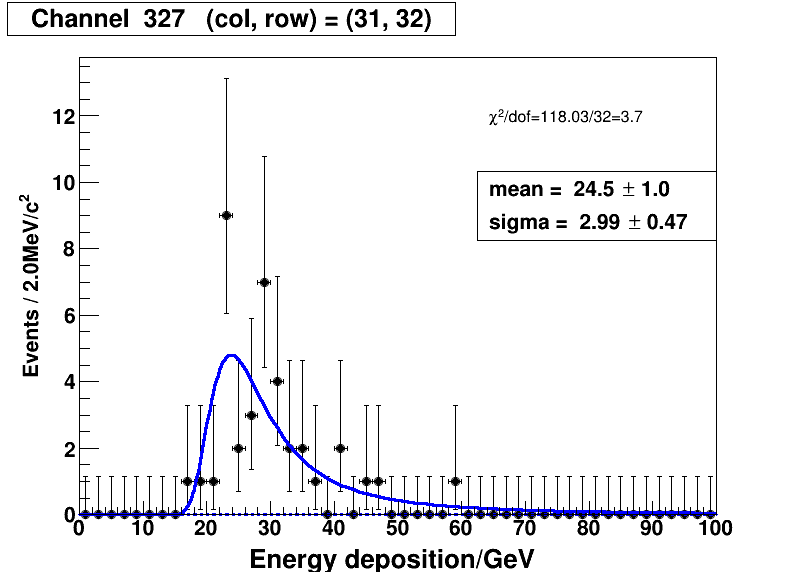 Channel 327 (col, row) = (31, 32)
χ²/dof=118.03/32=3.7
mean = 24.5 ± 1.0
sigma = 2.99 ± 0.47
Events / 2.0MeV/c²
12
10
8
6
4
2
0
0 10 20 30 40 50 60 70 80 90 100
Energy deposition/GeV